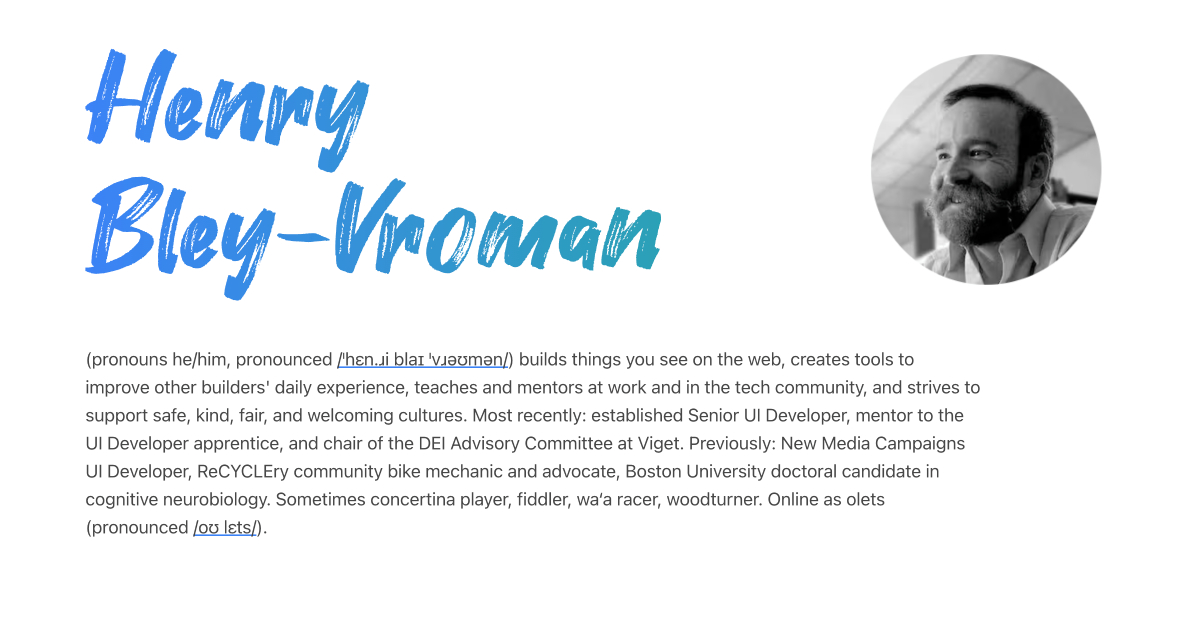 Henry
Bley-Vroman
(pronouns he/him, pronounced /ˈhɛn.ɹi blaɪ ˈvɹəʊmən/) builds things you see on the web, creates tools to
improve other builders' daily experience, teaches and mentors at work and in the tech community, and strives to
support safe, kind, fair, and welcoming cultures. Most recently: established Senior UI Developer, mentor to the
UI Developer apprentice, and chair of the DEI Advisory Committee at Viget. Previously: New Media Campaigns
UI Developer, ReCYCLEry community bike mechanic and advocate, Boston University doctoral candidate in
cognitive neurobiology. Sometimes concertina player, fiddler, waʻa racer, woodturner. Online as olets
(pronounced /oʊ lɛts/).